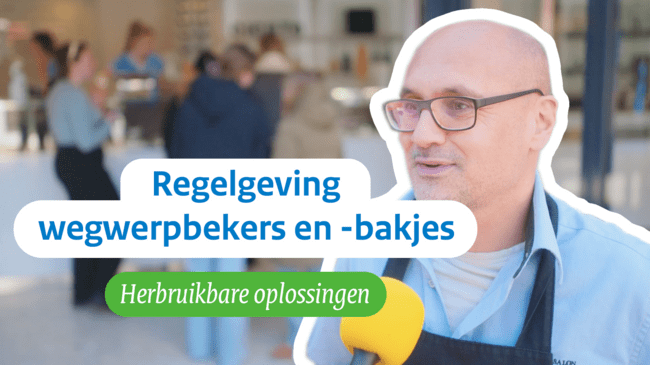 Regelgeving
wegwerpbekers en -bakjes
Herbruikbare oplossingen